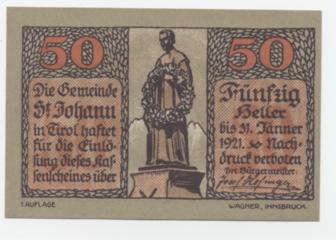 50
50
Die Gemeinde
St Johann
in Tirol haftet
für die Einlö-
sung dieses Kas-
senscheines über
Fünfzig
Heller
bis 31. Jänner
1921. Nach-
druck verboten
Der Bürgermeister:
1. AUFLAGE
WAGNER, INNSBRUCK.